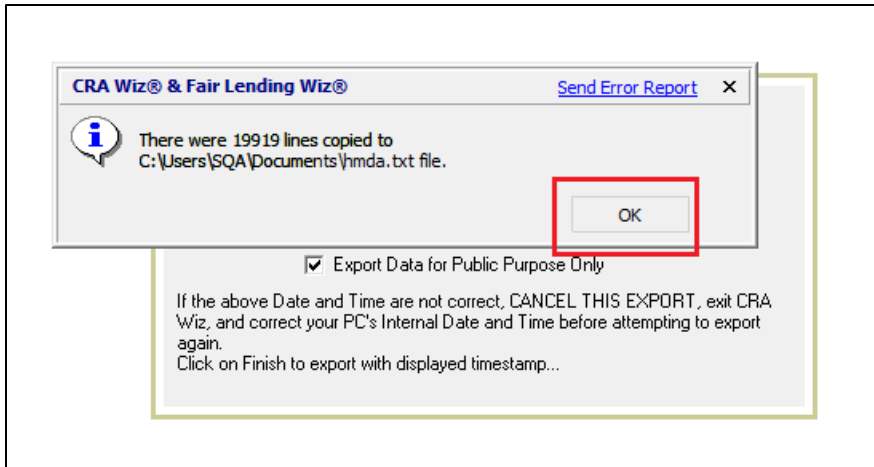 CRA Wiz® & Fair Lending Wiz®
Send Error Report
There were 19919 lines copied to
C:\Users\SQA\Documents\hmda.txt file.
OK
Export Data for Public Purpose Only
If the above Date and Time are not correct, CANCEL THIS EXPORT, exit CRA
Wiz, and correct your PC's Internal Date and Time before attempting to export
again.
Click on Finish to export with displayed timestamp...